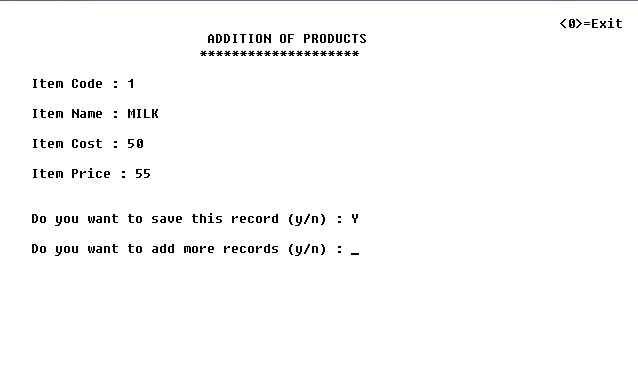 <0>=Exit
ADDITION OF PRODUCTS
********************
Item Code : 1
Item Name : MILK
Item Cost : 50
Item Price : 55
Do you want to save this record (y/n) : Y
Do you want to add more records (y/n) : _